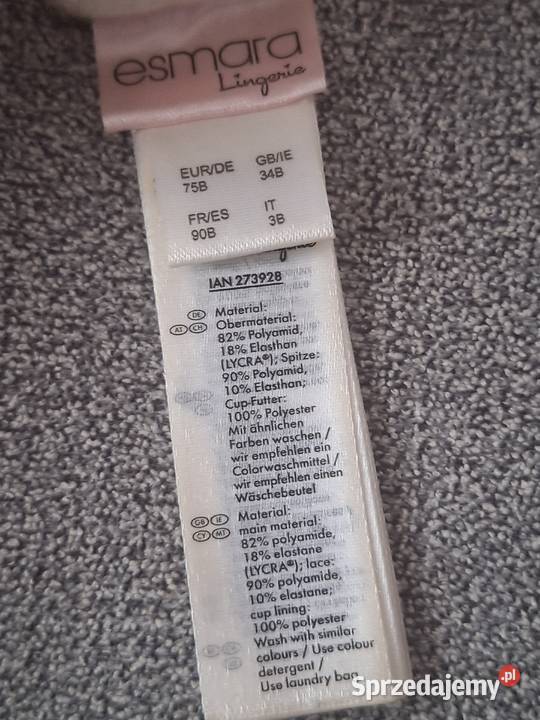 esmara
Lingerie
EUR/DE GB/IE
75B 34B
FR/ES IT
90B 3B
IAN 273928
DE Material:
AT CH Obermaterial:
82% Polyamid,
18% Elasthan
(LYCRA®); Spitze:
90% Polyamid,
10% Elasthan;
Cup-Futter:
100% Polyester
Mit ähnlichen
Farben waschen /
wir empfehlen ein
Colorwaschmittel /
wir empfehlen einen
Wäschebeutel
GB IE Material:
CY MT main material:
82% polyamide,
18% elastane
(LYCRA®); lace:
90% polyamide,
10% elastane;
cup lining:
100% polyester
Wash with similar
colours / Use colour
detergent /
Use laundry bag
Sprzedajemy.pl